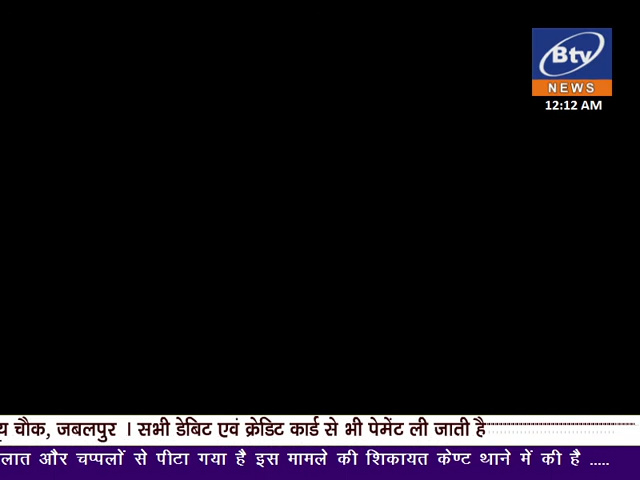 Btv
NEWS
12:12 AM
चौक, जबलपुर । सभी डेबिट एवं क्रेडिट कार्ड से भी पेमेंट ली जाती है
लात और चप्पलों से पीटा गया है इस मामले की शिकायत केण्ट थाने में की है .....